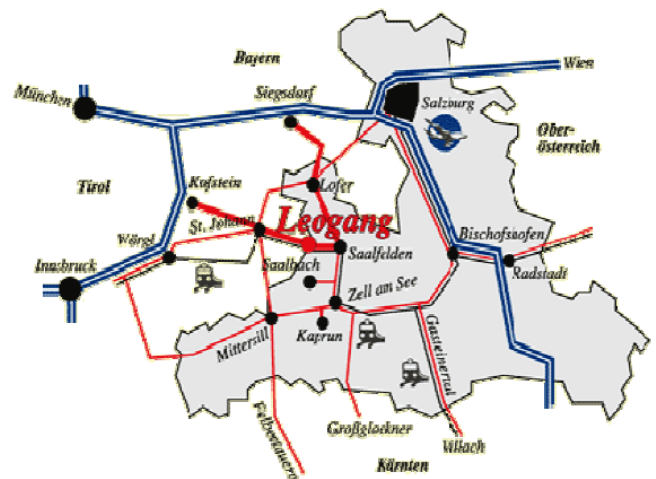 Bayern
Wien
München
Siegsdorf
Salzburg
Ober-
österreich
Tirol
Kufstein
Lofer
St. Johann
Leogang
Wörgl
Bischofshofen
Saalfelden
Innsbruck
Saalbach
Radstadt
Zell am See
Mittersill
Kaprun
Gasteinertal
Felbertauern
Großglockner
Villach
Kärnten